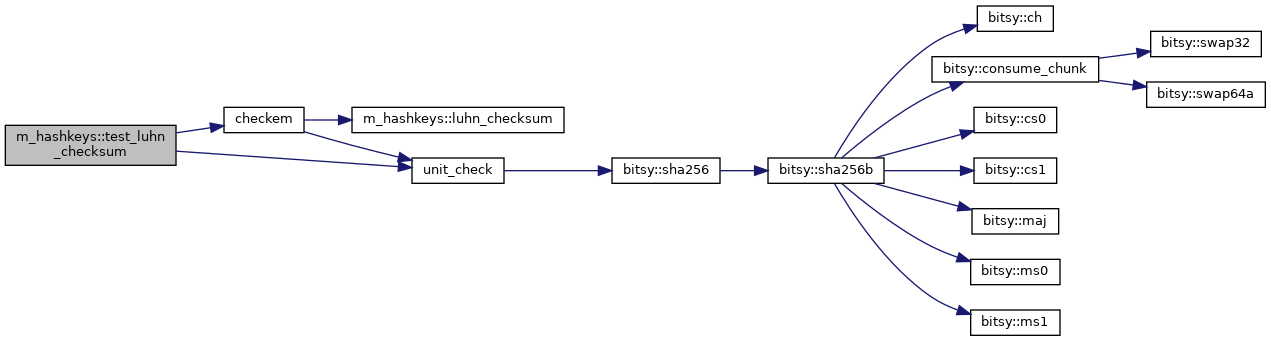 m_hashkeys::test_luhn
_checksum
checkem
m_hashkeys::luhn_checksum
unit_check
bitsy::sha256
bitsy::sha256b
bitsy::ch
bitsy::consume_chunk
bitsy::swap32
bitsy::swap64a
bitsy::cs0
bitsy::cs1
bitsy::maj
bitsy::ms0
bitsy::ms1